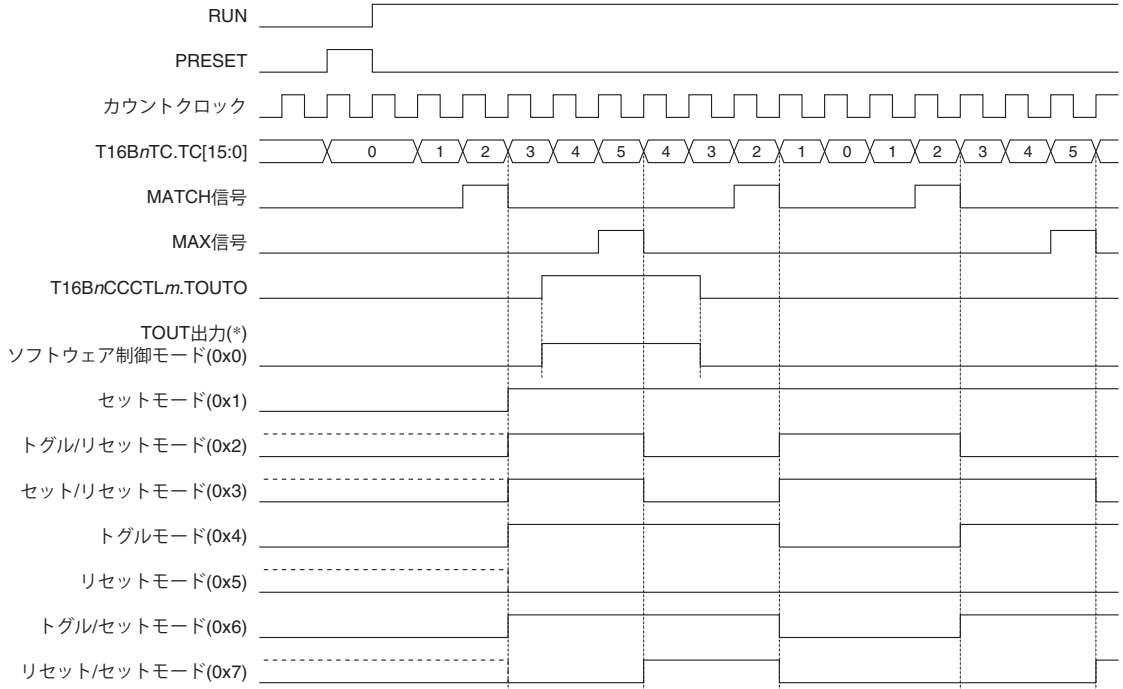 RUN
PRESET
カウントクロック
T16BnTC.TC[15:0] 0 1 2 3 4 5 4 3 2 1 0 1 2 3 4 5
MATCH信号
MAX信号
T16BnCCCTLm.TOUTO
TOUT出力(*)
ソフトウェア制御モード(0x0)
セットモード(0x1)
トグル/リセットモード(0x2)
セット/リセットモード(0x3)
トグルモード(0x4)
リセットモード(0x5)
トグル/セットモード(0x6)
リセット/セットモード(0x7)